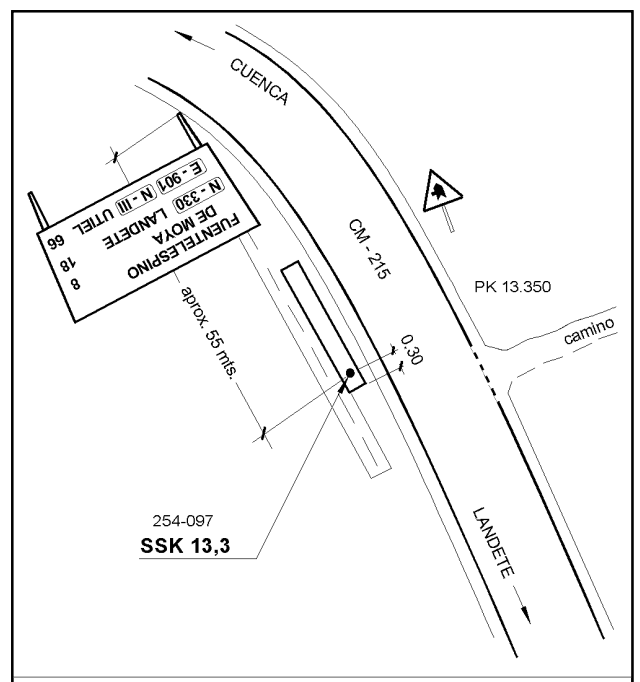 CUENCA
E - 901 N - III UTIEL 66
N - 330 LANDETE 18
FUENTELESPINO
DE MOYA 8
CM - 215
PK 13.350
camino
aprox. 55 mts.
0.30
254-097
SSK 13,3
LANDETE